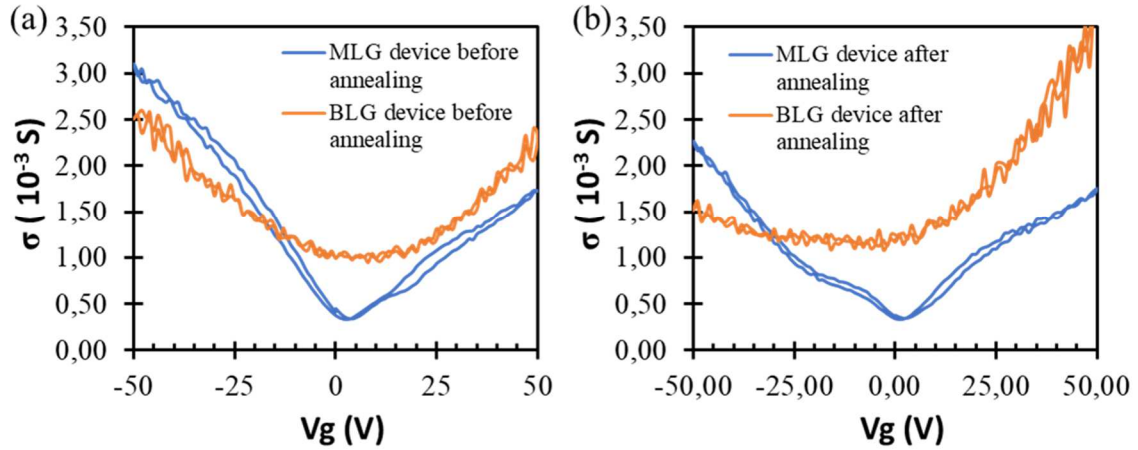 (a)
3,50
3,00
2,50
2,00
1,50
1,00
0,50
0,00
σ ( 10-3 S)
MLG device before
annealing
BLG device before
annealing
-50 -25 0 25 50
Vg (V)
(b)
3,50
3,00
2,50
2,00
1,50
1,00
0,50
0,00
σ ( 10-3 S)
MLG device after
annealing
BLG device after
annealing
-50,00 -25,00 0,00 25,00 50,00
Vg (V)